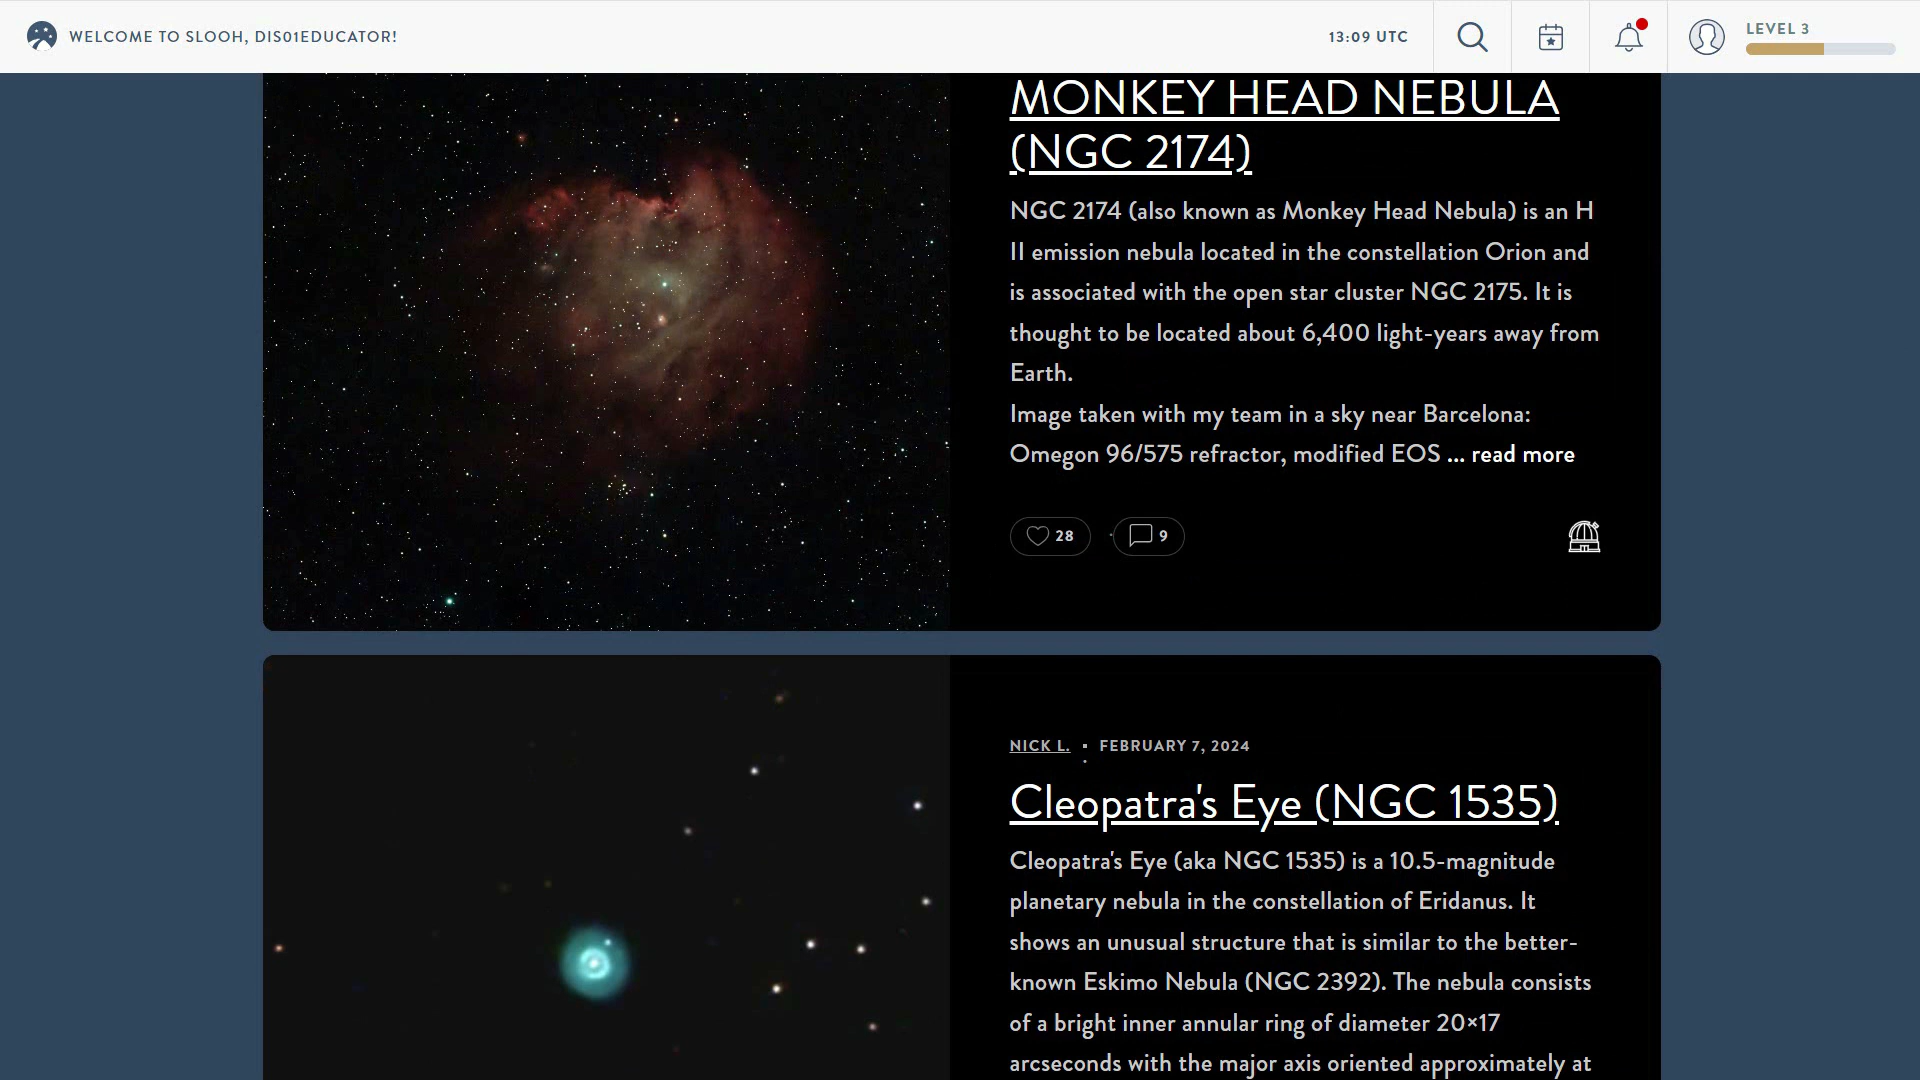 WELCOME TO SLOOH, DIS01EDUCATOR!
13:09 UTC
LEVEL 3
MONKEY HEAD NEBULA
(NGC 2174)
NGC 2174 (also known as Monkey Head Nebula) is an H
II emission nebula located in the constellation Orion and
is associated with the open star cluster NGC 2175. It is
thought to be located about 6,400 light-years away from
Earth.
Image taken with my team in a sky near Barcelona:
Omegon 96/575 refractor, modified EOS ... read more
28
9
NICK L. ▪ FEBRUARY 7, 2024
Cleopatra's Eye (NGC 1535)
Cleopatra's Eye (aka NGC 1535) is a 10.5-magnitude
planetary nebula in the constellation of Eridanus. It
shows an unusual structure that is similar to the better-
known Eskimo Nebula (NGC 2392). The nebula consists
of a bright inner annular ring of diameter 20×17
arcseconds with the major axis oriented approximately at